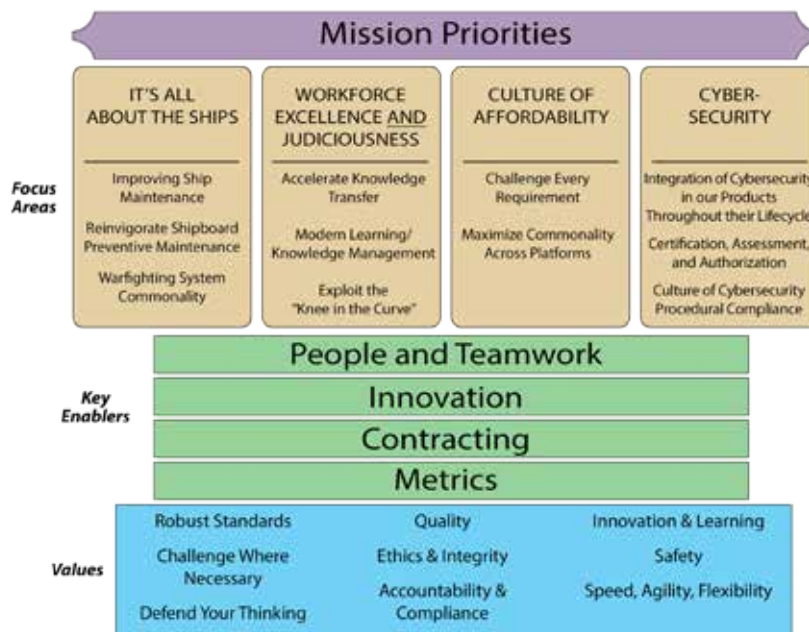 Mission Priorities
Focus
Areas
IT'S ALL
ABOUT THE SHIPS
Improving Ship
Maintenance
Reinvigorate Shipboard
Preventive Maintenance
Warfighting System
Commonality
WORKFORCE
EXCELLENCE AND
JUDICIOUSNESS
Accelerate Knowledge
Transfer
Modern Learning/
Knowledge Management
Exploit the
"Knee in the Curve"
CULTURE OF
AFFORDABILITY
Challenge Every
Requirement
Maximize Commonality
Across Platforms
CYBER-
SECURITY
Integration of Cybersecurity
in our Products
Throughout their Lifecycle
Certification, Assessment,
and Authorization
Culture of Cybersecurity
Procedural Compliance
Key
Enablers
People and Teamwork
Innovation
Contracting
Metrics
Values
Robust Standards
Challenge Where
Necessary
Defend Your Thinking
Quality
Ethics & Integrity
Accountability &
Compliance
Innovation & Learning
Safety
Speed, Agility, Flexibility